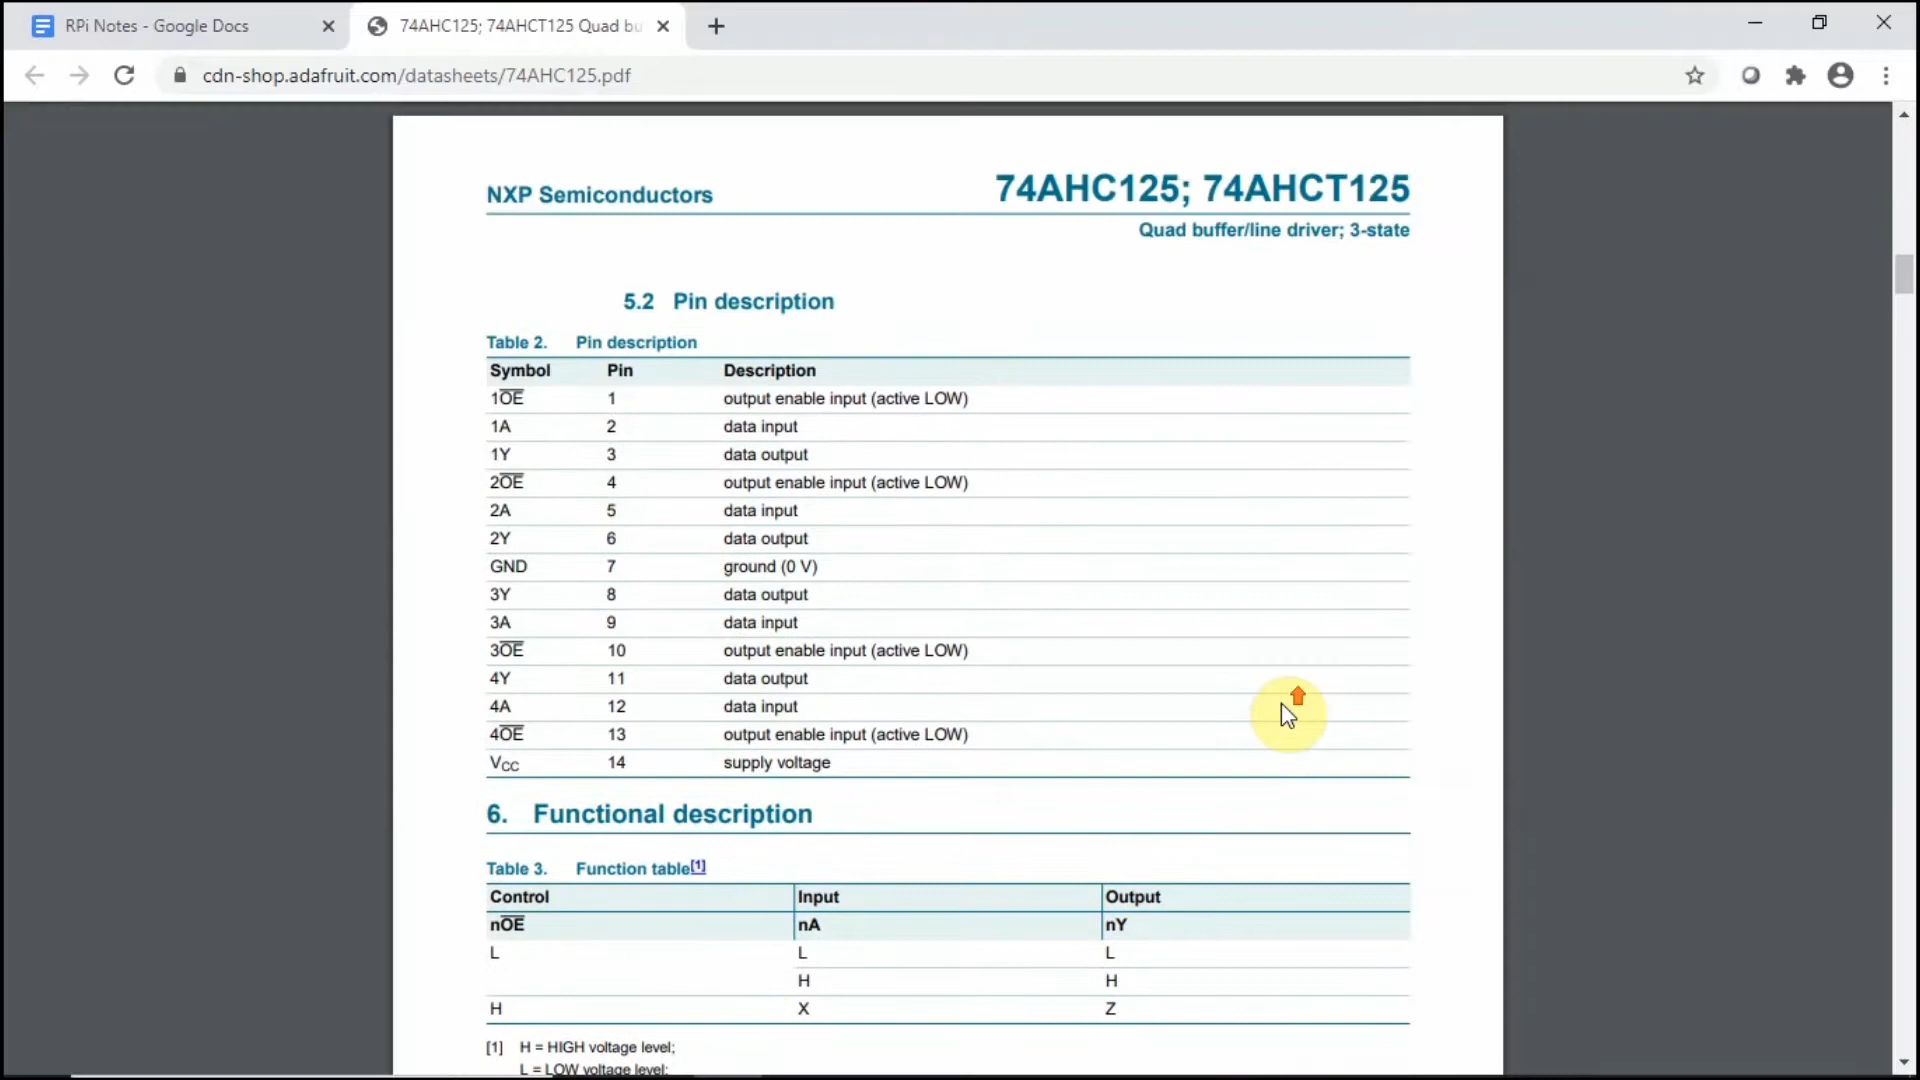 RPi Notes - Google Docs
74AHC125; 74AHCT125 Quad bu
cdn-shop.adafruit.com/datasheets/74AHC125.pdf
NXP Semiconductors 74AHC125; 74AHCT125
Quad buffer/line driver; 3-state
5.2 Pin description
Table 2. Pin description
Symbol Pin Description
1O̅E̅ 1 output enable input (active LOW)
1A 2 data input
1Y 3 data output
2O̅E̅ 4 output enable input (active LOW)
2A 5 data input
2Y 6 data output
GND 7 ground (0 V)
3Y 8 data output
3A 9 data input
3O̅E̅ 10 output enable input (active LOW)
4Y 11 data output
4A 12 data input
4O̅E̅ 13 output enable input (active LOW)
VCC 14 supply voltage
6. Functional description
Table 3. Function table[1]
Control Input Output
nO̅E̅ nA nY
L L L
H H
H X Z
[1] H = HIGH voltage level;
L = LOW voltage level;